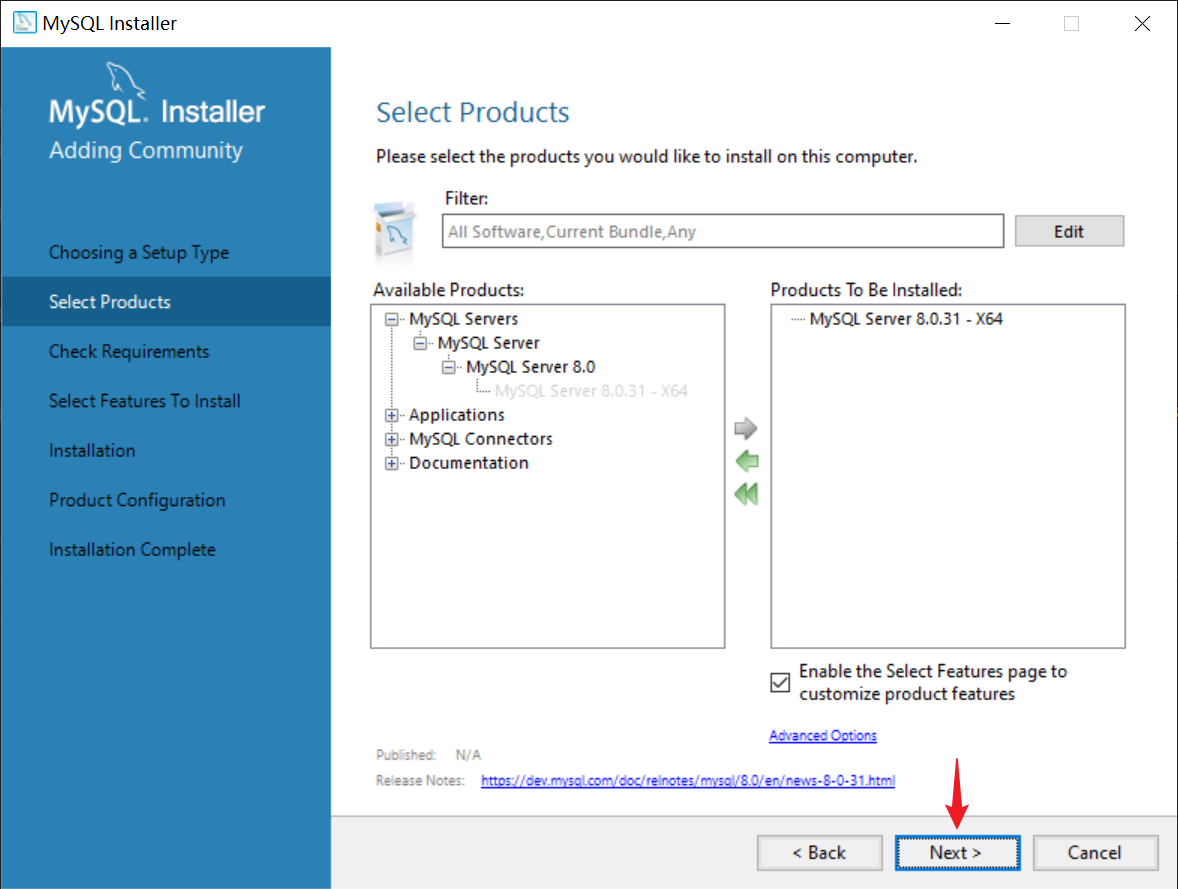 MySQL Installer
MySQL. Installer
Adding Community
Choosing a Setup Type
Select Products
Check Requirements
Select Features To Install
Installation
Product Configuration
Installation Complete
Select Products
Please select the products you would like to install on this computer.
Filter:
All Software,Current Bundle,Any
Edit
Available Products:
MySQL Servers
MySQL Server
MySQL Server 8.0
MySQL Server 8.0.31 - X64
Applications
MySQL Connectors
Documentation
Products To Be Installed:
MySQL Server 8.0.31 - X64
Enable the Select Features page to
customize product features
Advanced Options
Published: N/A
Release Notes: https://dev.mysql.com/doc/relnotes/mysql/8.0/en/news-8-0-31.html
< Back
Next >
Cancel